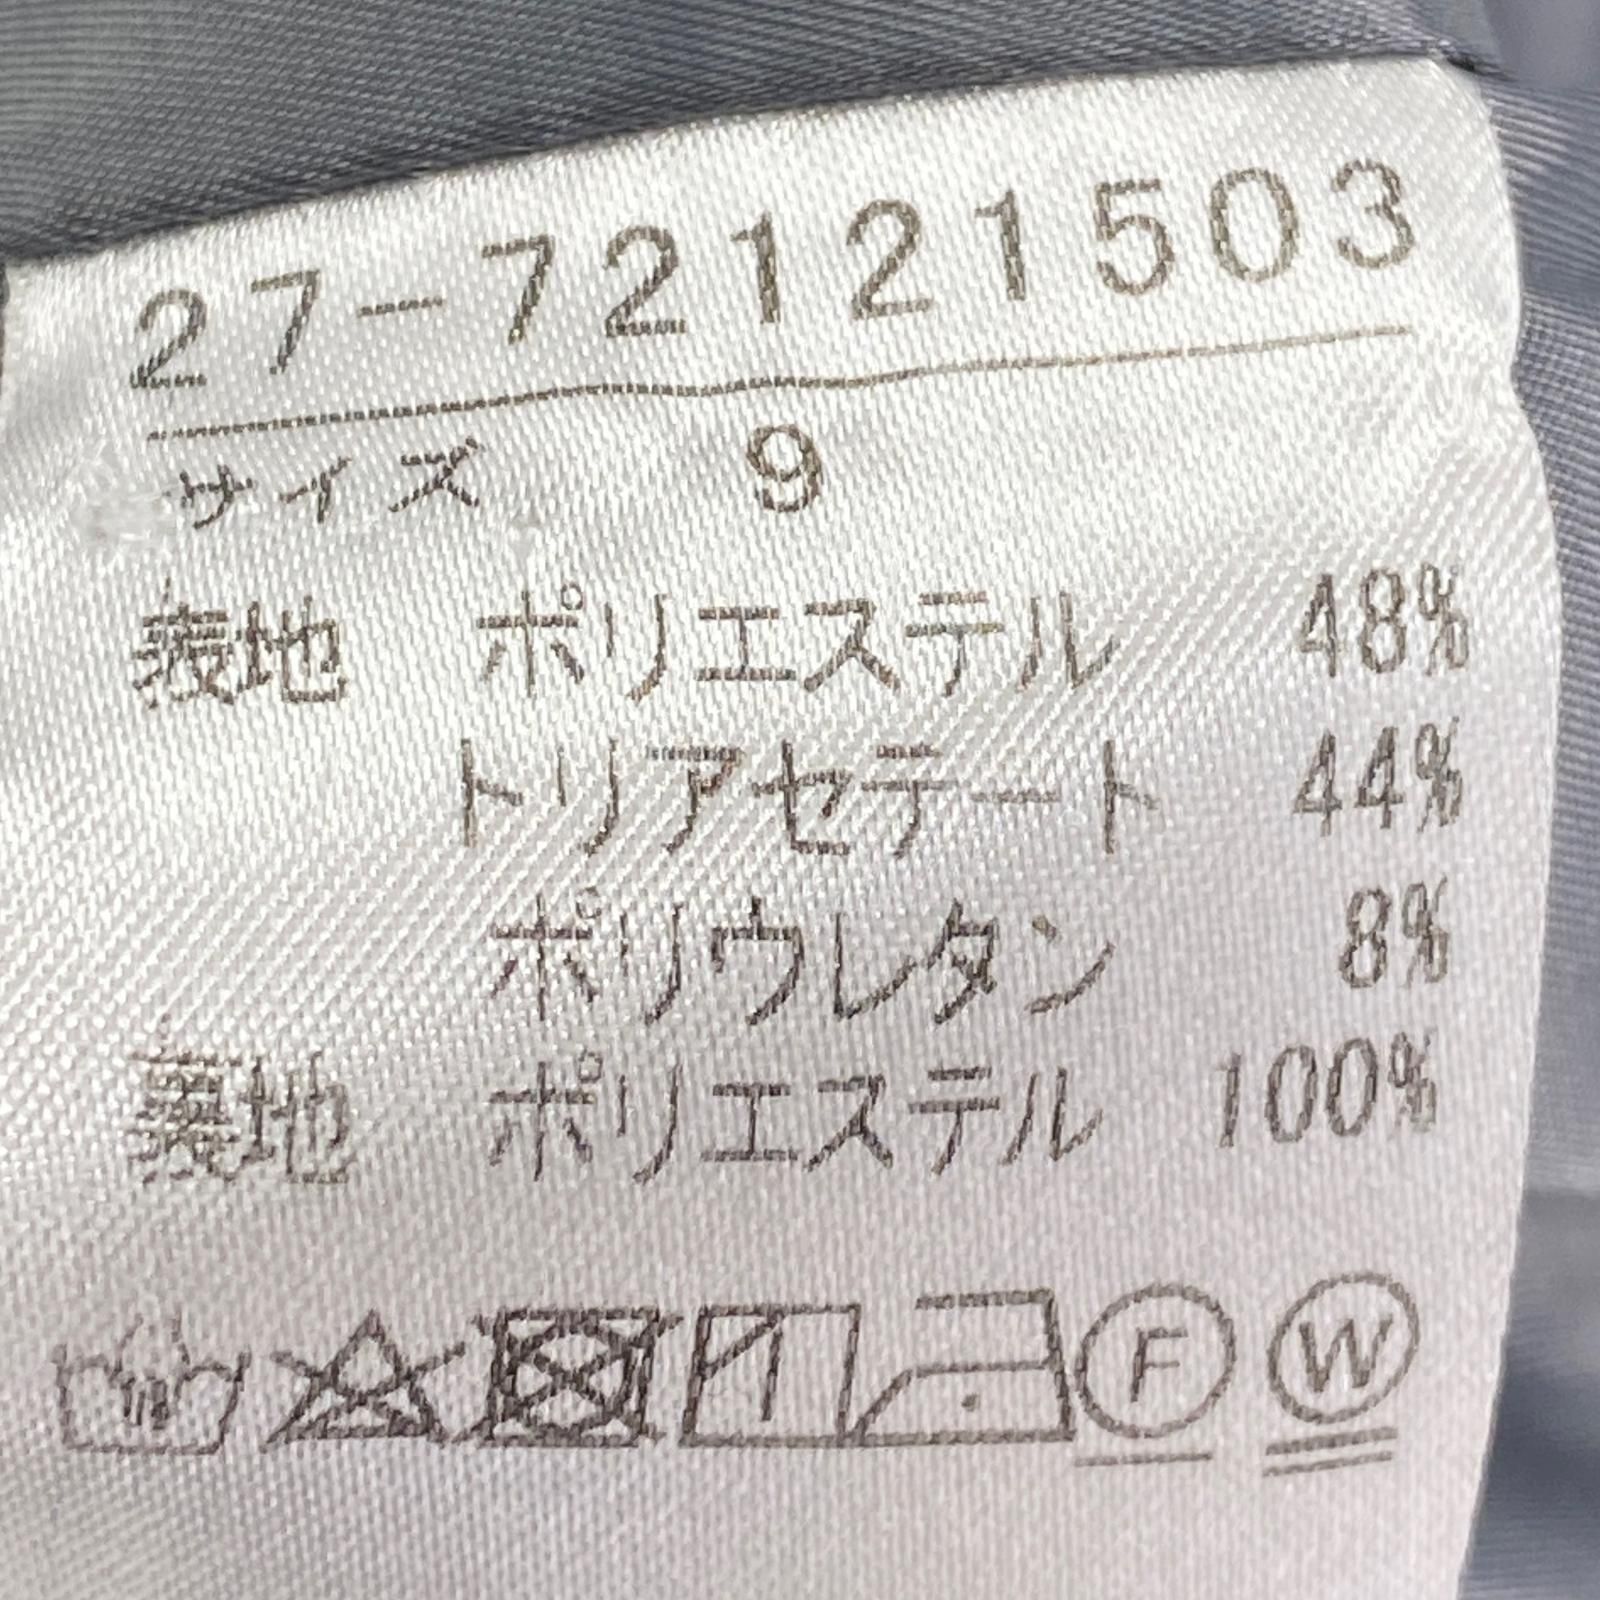 27-72121503
サイズ 9
表地 ポリエステル 48%
トリアセテート 44%
ポリウレタン 8%
裏地 ポリエステル 100%
F W